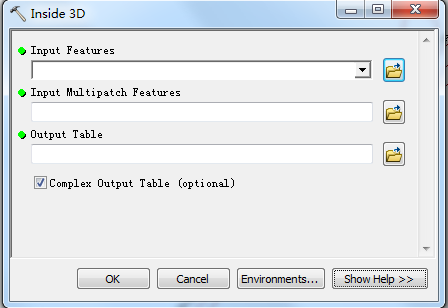 Inside 3D
Input Features
Input Multipatch Features
Output Table
Complex Output Table (optional)
OK Cancel Environments... Show Help >>